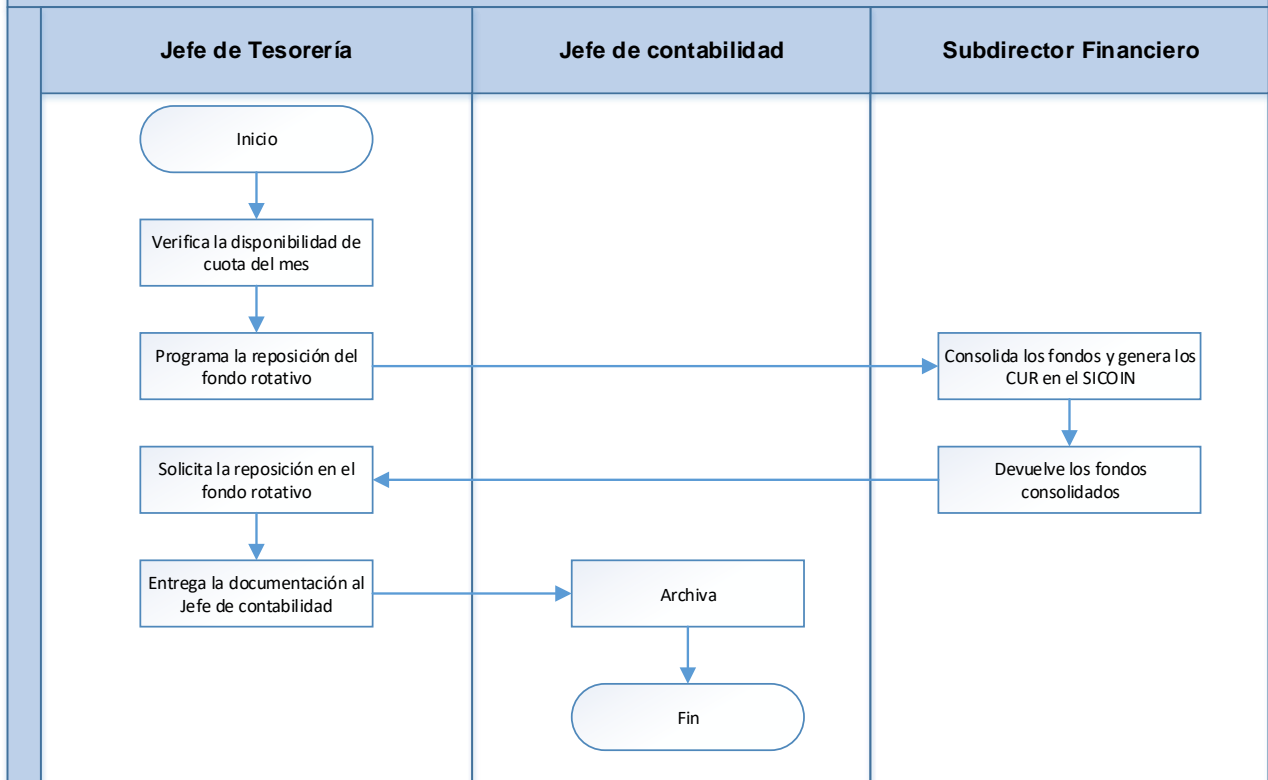 Jefe de Tesorería
Jefe de contabilidad
Subdirector Financiero
Inicio
Verifica la disponibilidad de
cuota del mes
Programa la reposición del
fondo rotativo
Consolida los fondos y genera los
CUR en el SICOIN
Devuelve los fondos
consolidados
Solicita la reposición en el
fondo rotativo
Entrega la documentación al
Jefe de contabilidad
Archiva
Fin